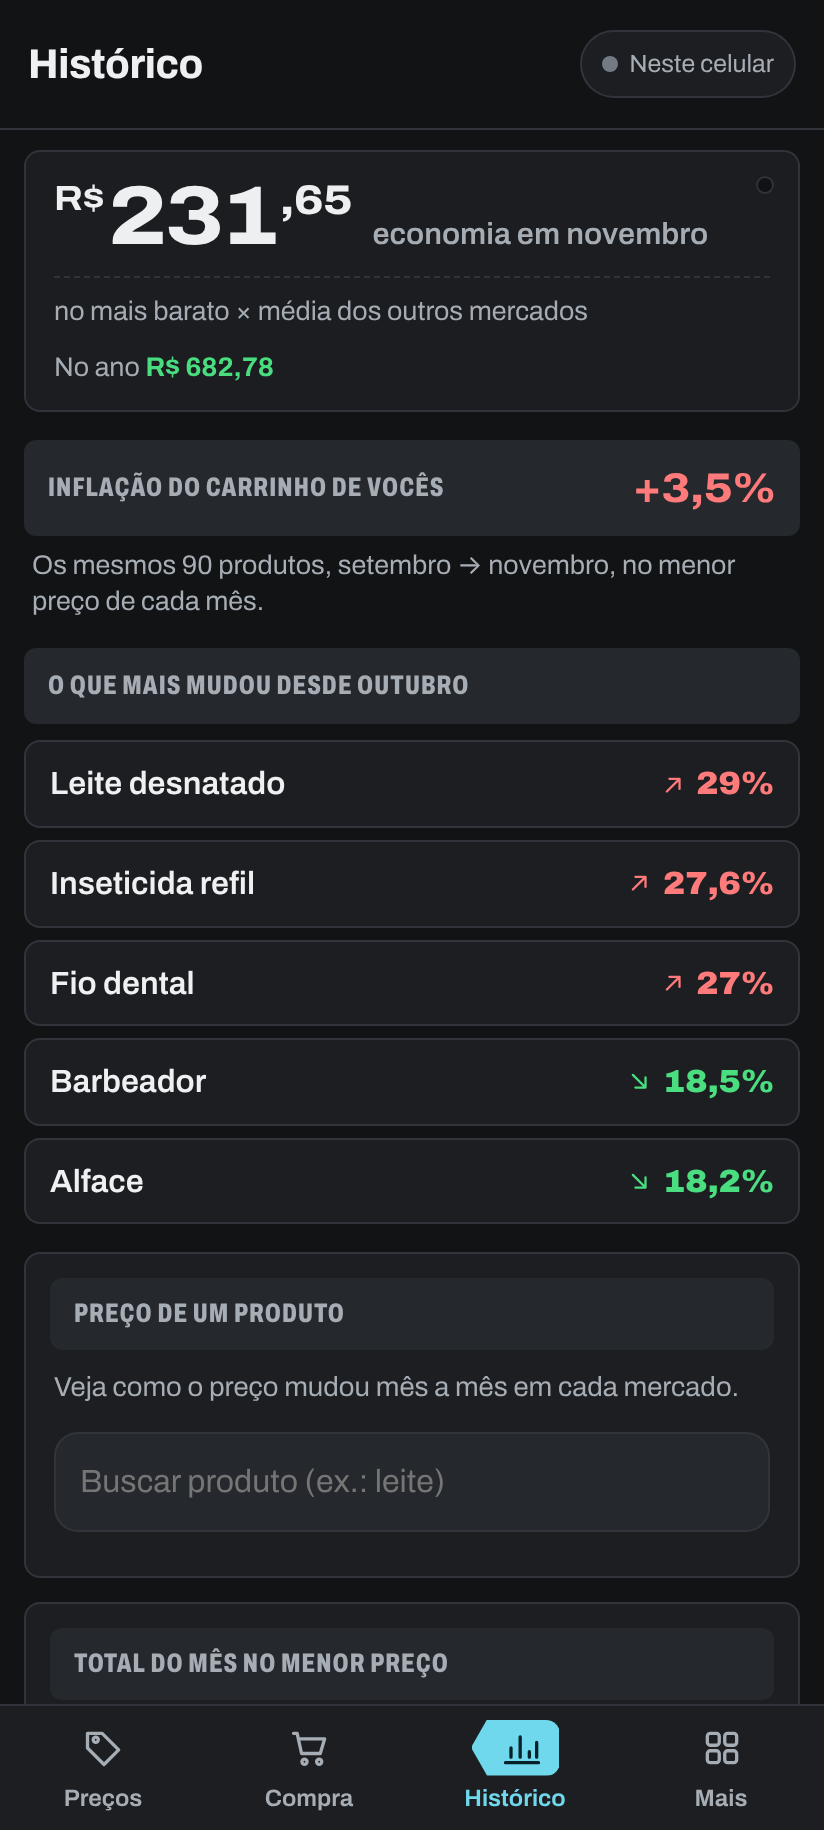 Histórico
Neste celular
R$231,65 economia em novembro
no mais barato × média dos outros mercados
No ano R$ 682,78
INFLAÇÃO DO CARRINHO DE VOCÊS
+3,5%
Os mesmos 90 produtos, setembro → novembro, no menor
preço de cada mês.
O QUE MAIS MUDOU DESDE OUTUBRO
Leite desnatado ↗ 29%
Inseticida refil ↗ 27,6%
Fio dental ↗ 27%
Barbeador ↘ 18,5%
Alface ↘ 18,2%
PREÇO DE UM PRODUTO
Veja como o preço mudou mês a mês em cada mercado.
Buscar produto (ex.: leite)
TOTAL DO MÊS NO MENOR PREÇO
Preços
Compra
Histórico
Mais